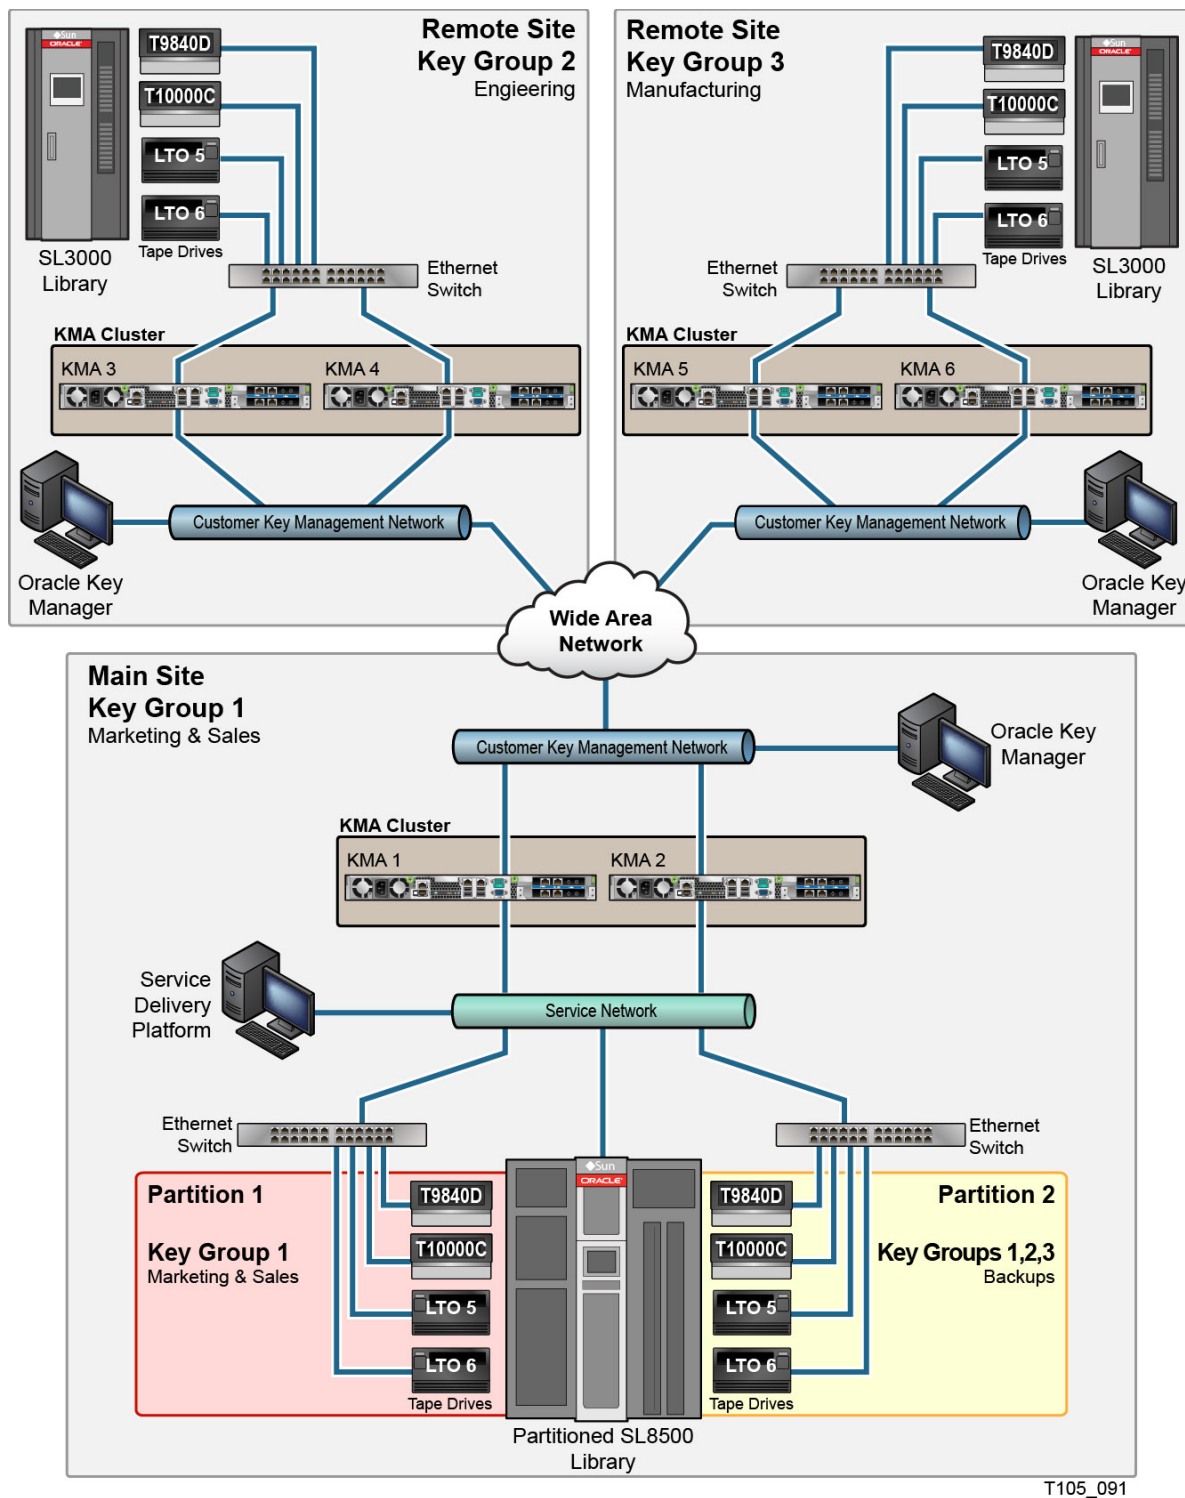 Remote Site
Key Group 2
Engieering
Sun
ORACLE
T9840D
T10000C
LTO 5
LTO 6
Tape Drives
SL3000
Library
Ethernet
Switch
KMA Cluster
KMA 3
KMA 4
Customer Key Management Network
Oracle Key
Manager
Remote Site
Key Group 3
Manufacturing
T9840D
T10000C
LTO 5
LTO 6
Tape Drives
Sun
ORACLE
SL3000
Library
Ethernet
Switch
KMA Cluster
KMA 5
KMA 6
Customer Key Management Network
Oracle Key
Manager
Wide Area
Network
Main Site
Key Group 1
Marketing & Sales
Customer Key Management Network
Oracle Key
Manager
KMA Cluster
KMA 1
KMA 2
Service
Delivery
Platform
Service Network
Ethernet
Switch
Ethernet
Switch
Partition 1
Key Group 1
Marketing & Sales
T9840D
T10000C
LTO 5
LTO 6
Tape Drives
Sun
ORACLE
Partitioned SL8500
Library
T9840D
T10000C
LTO 5
LTO 6
Tape Drives
Partition 2
Key Groups 1,2,3
Backups
T105_091